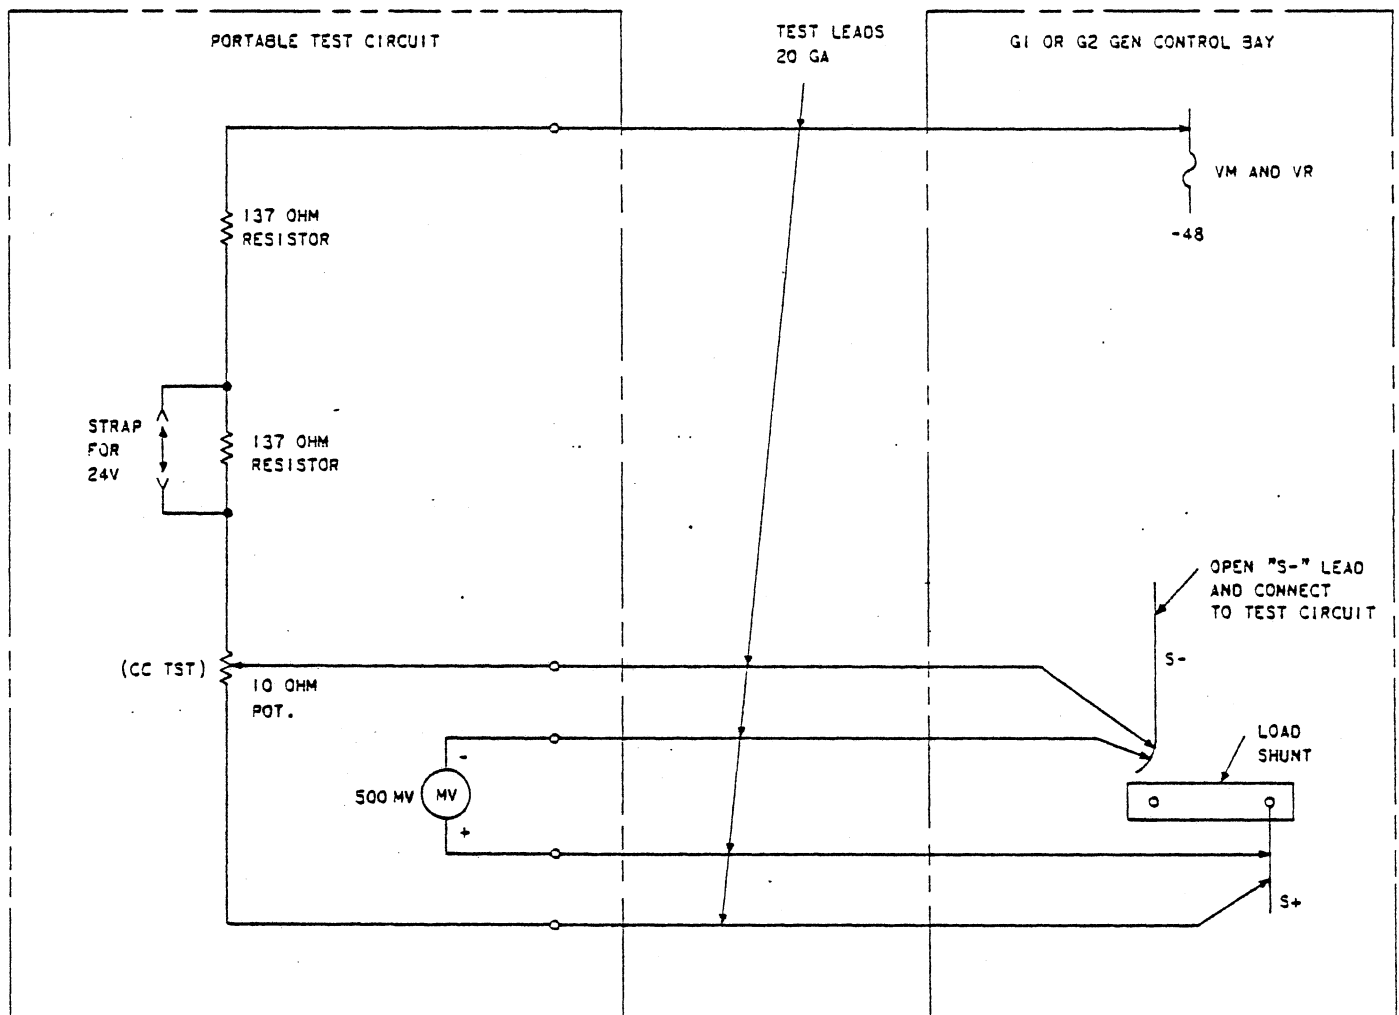 PORTABLE TEST CIRCUIT
TEST LEADS
20 GA
G1 OR G2 GEN CONTROL BAY
VM AND VR
-48
137 OHM
RESISTOR
STRAP
FOR
24V
137 OHM
RESISTOR
OPEN "S-" LEAD
AND CONNECT
TO TEST CIRCUIT
S-
(CC TST)
10 OHM
POT.
LOAD
SHUNT
-
500 MV
MV
+
S+